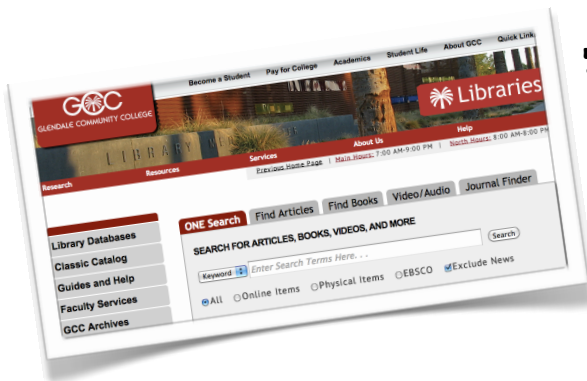 Become a Student Pay for College Academics Student Life About GCC Quick Link
GCC
GLENDALE COMMUNITY COLLEGE
Libraries
LIBRARY
Research Resources Services About Us Help
Previous Home Page | Main Hours: 7:00 AM-9:00 PM | North Hours: 8:00 AM-9:00 PM
Library Databases
Classic Catalog
Guides and Help
Faculty Services
GCC Archives
ONE Search Find Articles Find Books Video/Audio Journal Finder
SEARCH FOR ARTICLES, BOOKS, VIDEOS, AND MORE
Keyword Enter Search Terms Here. . . Search
All Online Items Physical Items EBSCO Exclude News